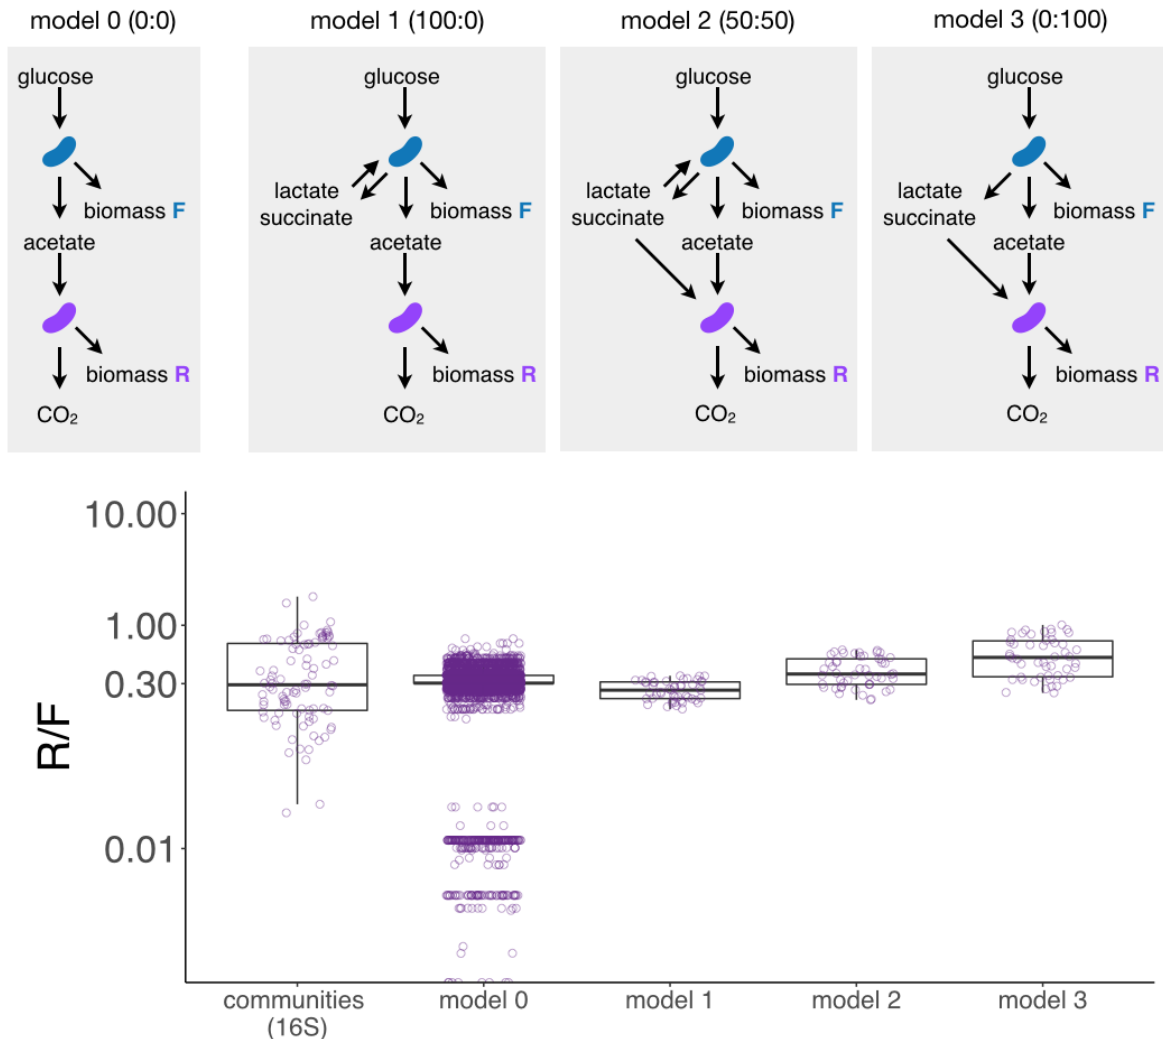 model 0 (0:0)
glucose
biomass F
acetate
biomass R
CO₂
model 1 (100:0)
glucose
lactate
succinate
biomass F
acetate
biomass R
CO₂
model 2 (50:50)
glucose
lactate
succinate
biomass F
acetate
biomass R
CO₂
model 3 (0:100)
glucose
lactate
succinate
biomass F
acetate
biomass R
CO₂
R/F
10.00
1.00
0.30
0.01
communities
(16S)
model 0
model 1
model 2
model 3